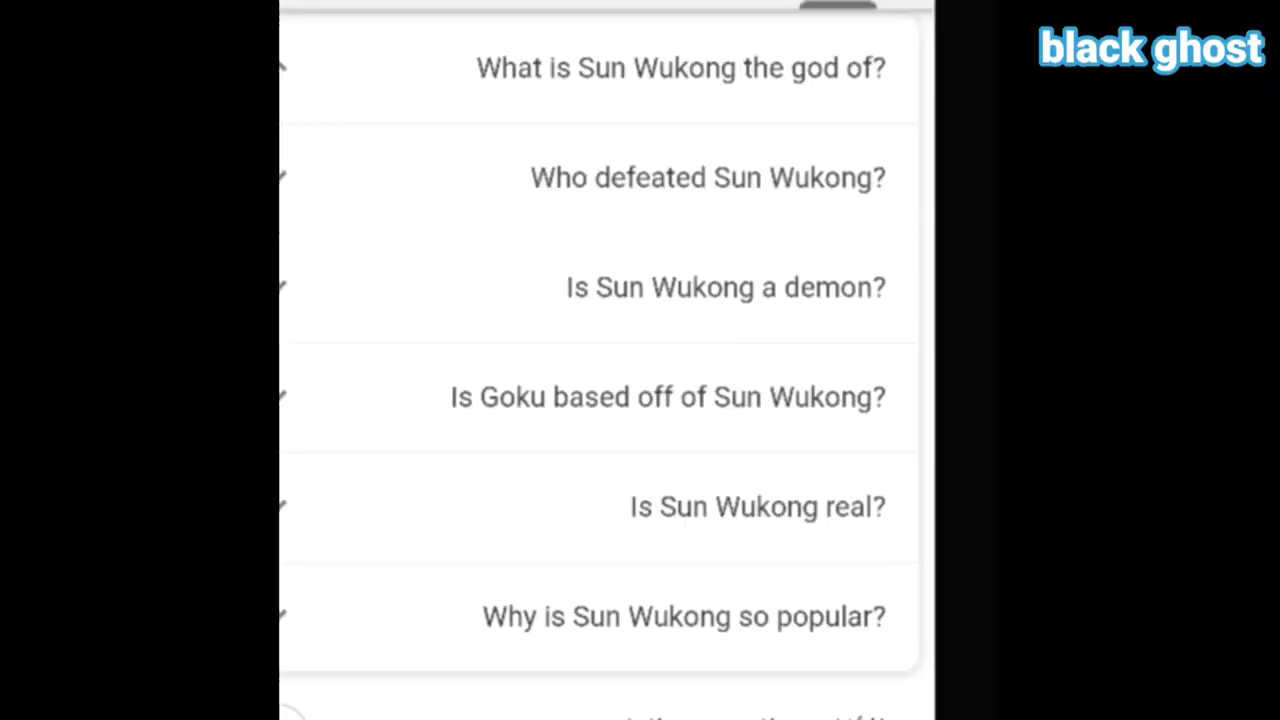 black ghost
What is Sun Wukong the god of?
Who defeated Sun Wukong?
Is Sun Wukong a demon?
Is Goku based off of Sun Wukong?
Is Sun Wukong real?
Why is Sun Wukong so popular?